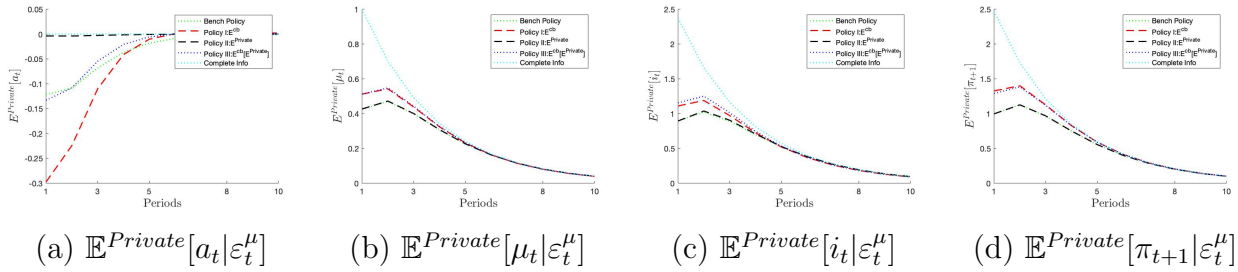 0.05
0
-0.05
-0.1
-0.15
-0.2
-0.25
-0.3
E^{Private}[a_t]
Bench Policy
Policy I:E^{cb}
Policy II:E^{Private}
Policy III:E^{cb}[E^{Private}]
Complete Info
1 3 5 8 10
Periods
1
0.8
0.6
0.4
0.2
0
E^{Private}[μ_t]
Bench Policy
Policy I:E^{cb}
Policy II:E^{Private}
Policy III:E^{cb}[E^{Private}]
Complete Info
1 3 5 8 10
Periods
2.5
2
1.5
1
0.5
0
E^{Private}[i_t]
Bench Policy
Policy I:E^{cb}
Policy II:E^{Private}
Policy III:E^{cb}[E^{Private}]
Complete Info
1 3 5 8 10
Periods
2.5
2
1.5
1
0.5
0
E^{Private}[π_{t+1}]
Bench Policy
Policy I:E^{cb}
Policy II:E^{Private}
Policy III:E^{cb}[E^{Private}]
Complete Info
1 3 5 8 10
Periods
(a) 𝔼^{Private}[a_t|ε_t^μ]
(b) 𝔼^{Private}[μ_t|ε_t^μ]
(c) 𝔼^{Private}[i_t|ε_t^μ]
(d) 𝔼^{Private}[π_{t+1}|ε_t^μ]